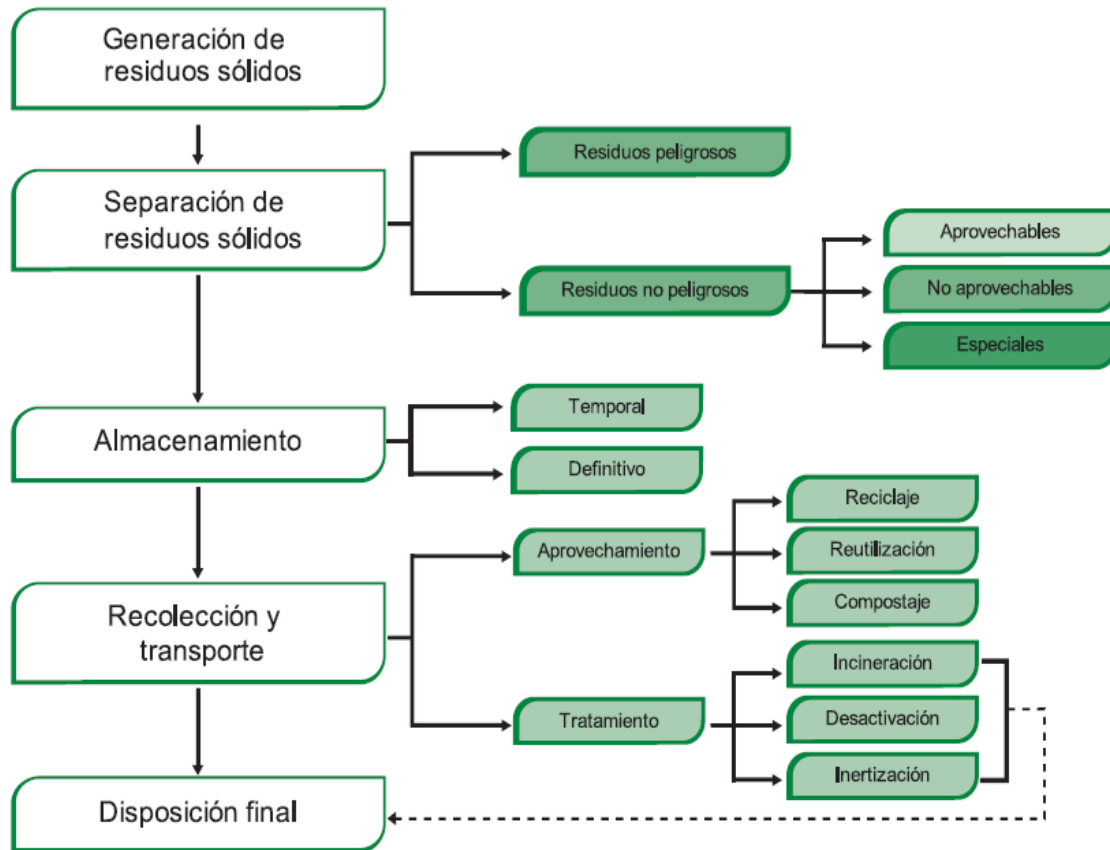 Generación de
residuos sólidos
Residuos peligrosos
Separación de
residuos sólidos
Aprovechables
Residuos no peligrosos
No aprovechables
Especiales
Temporal
Almacenamiento
Definitivo
Reciclaje
Aprovechamiento
Reutilización
Compostaje
Recolección y
transporte
Incineración
Tratamiento
Desactivación
Inertización
Disposición final